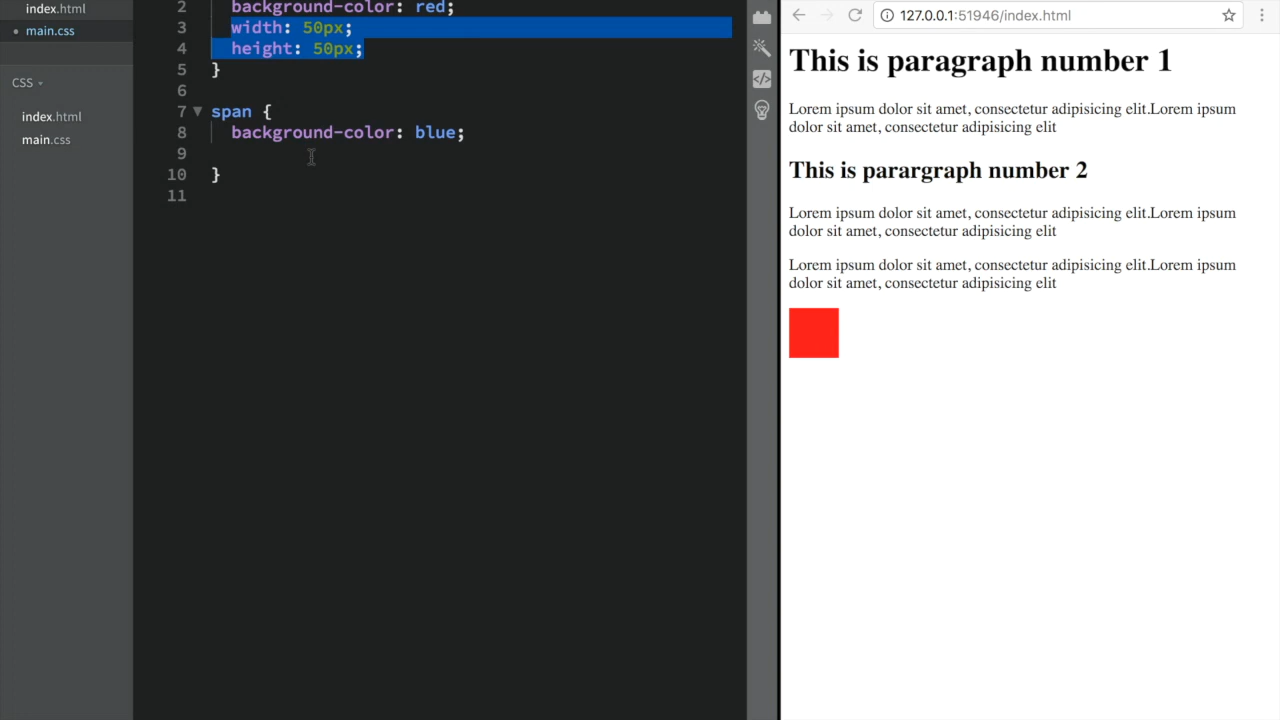 index.html
main.css
CSS
index.html
main.css
2 background-color: red;
3 width: 50px;
4 height: 50px;
5 }
6
7 span {
8 background-color: blue;
9
10 }
11
127.0.0.1:51946/index.html
This is paragraph number 1
Lorem ipsum dolor sit amet, consectetur adipisicing elit.Lorem ipsum
dolor sit amet, consectetur adipisicing elit
This is parargraph number 2
Lorem ipsum dolor sit amet, consectetur adipisicing elit.Lorem ipsum
dolor sit amet, consectetur adipisicing elit
Lorem ipsum dolor sit amet, consectetur adipisicing elit.Lorem ipsum
dolor sit amet, consectetur adipisicing elit